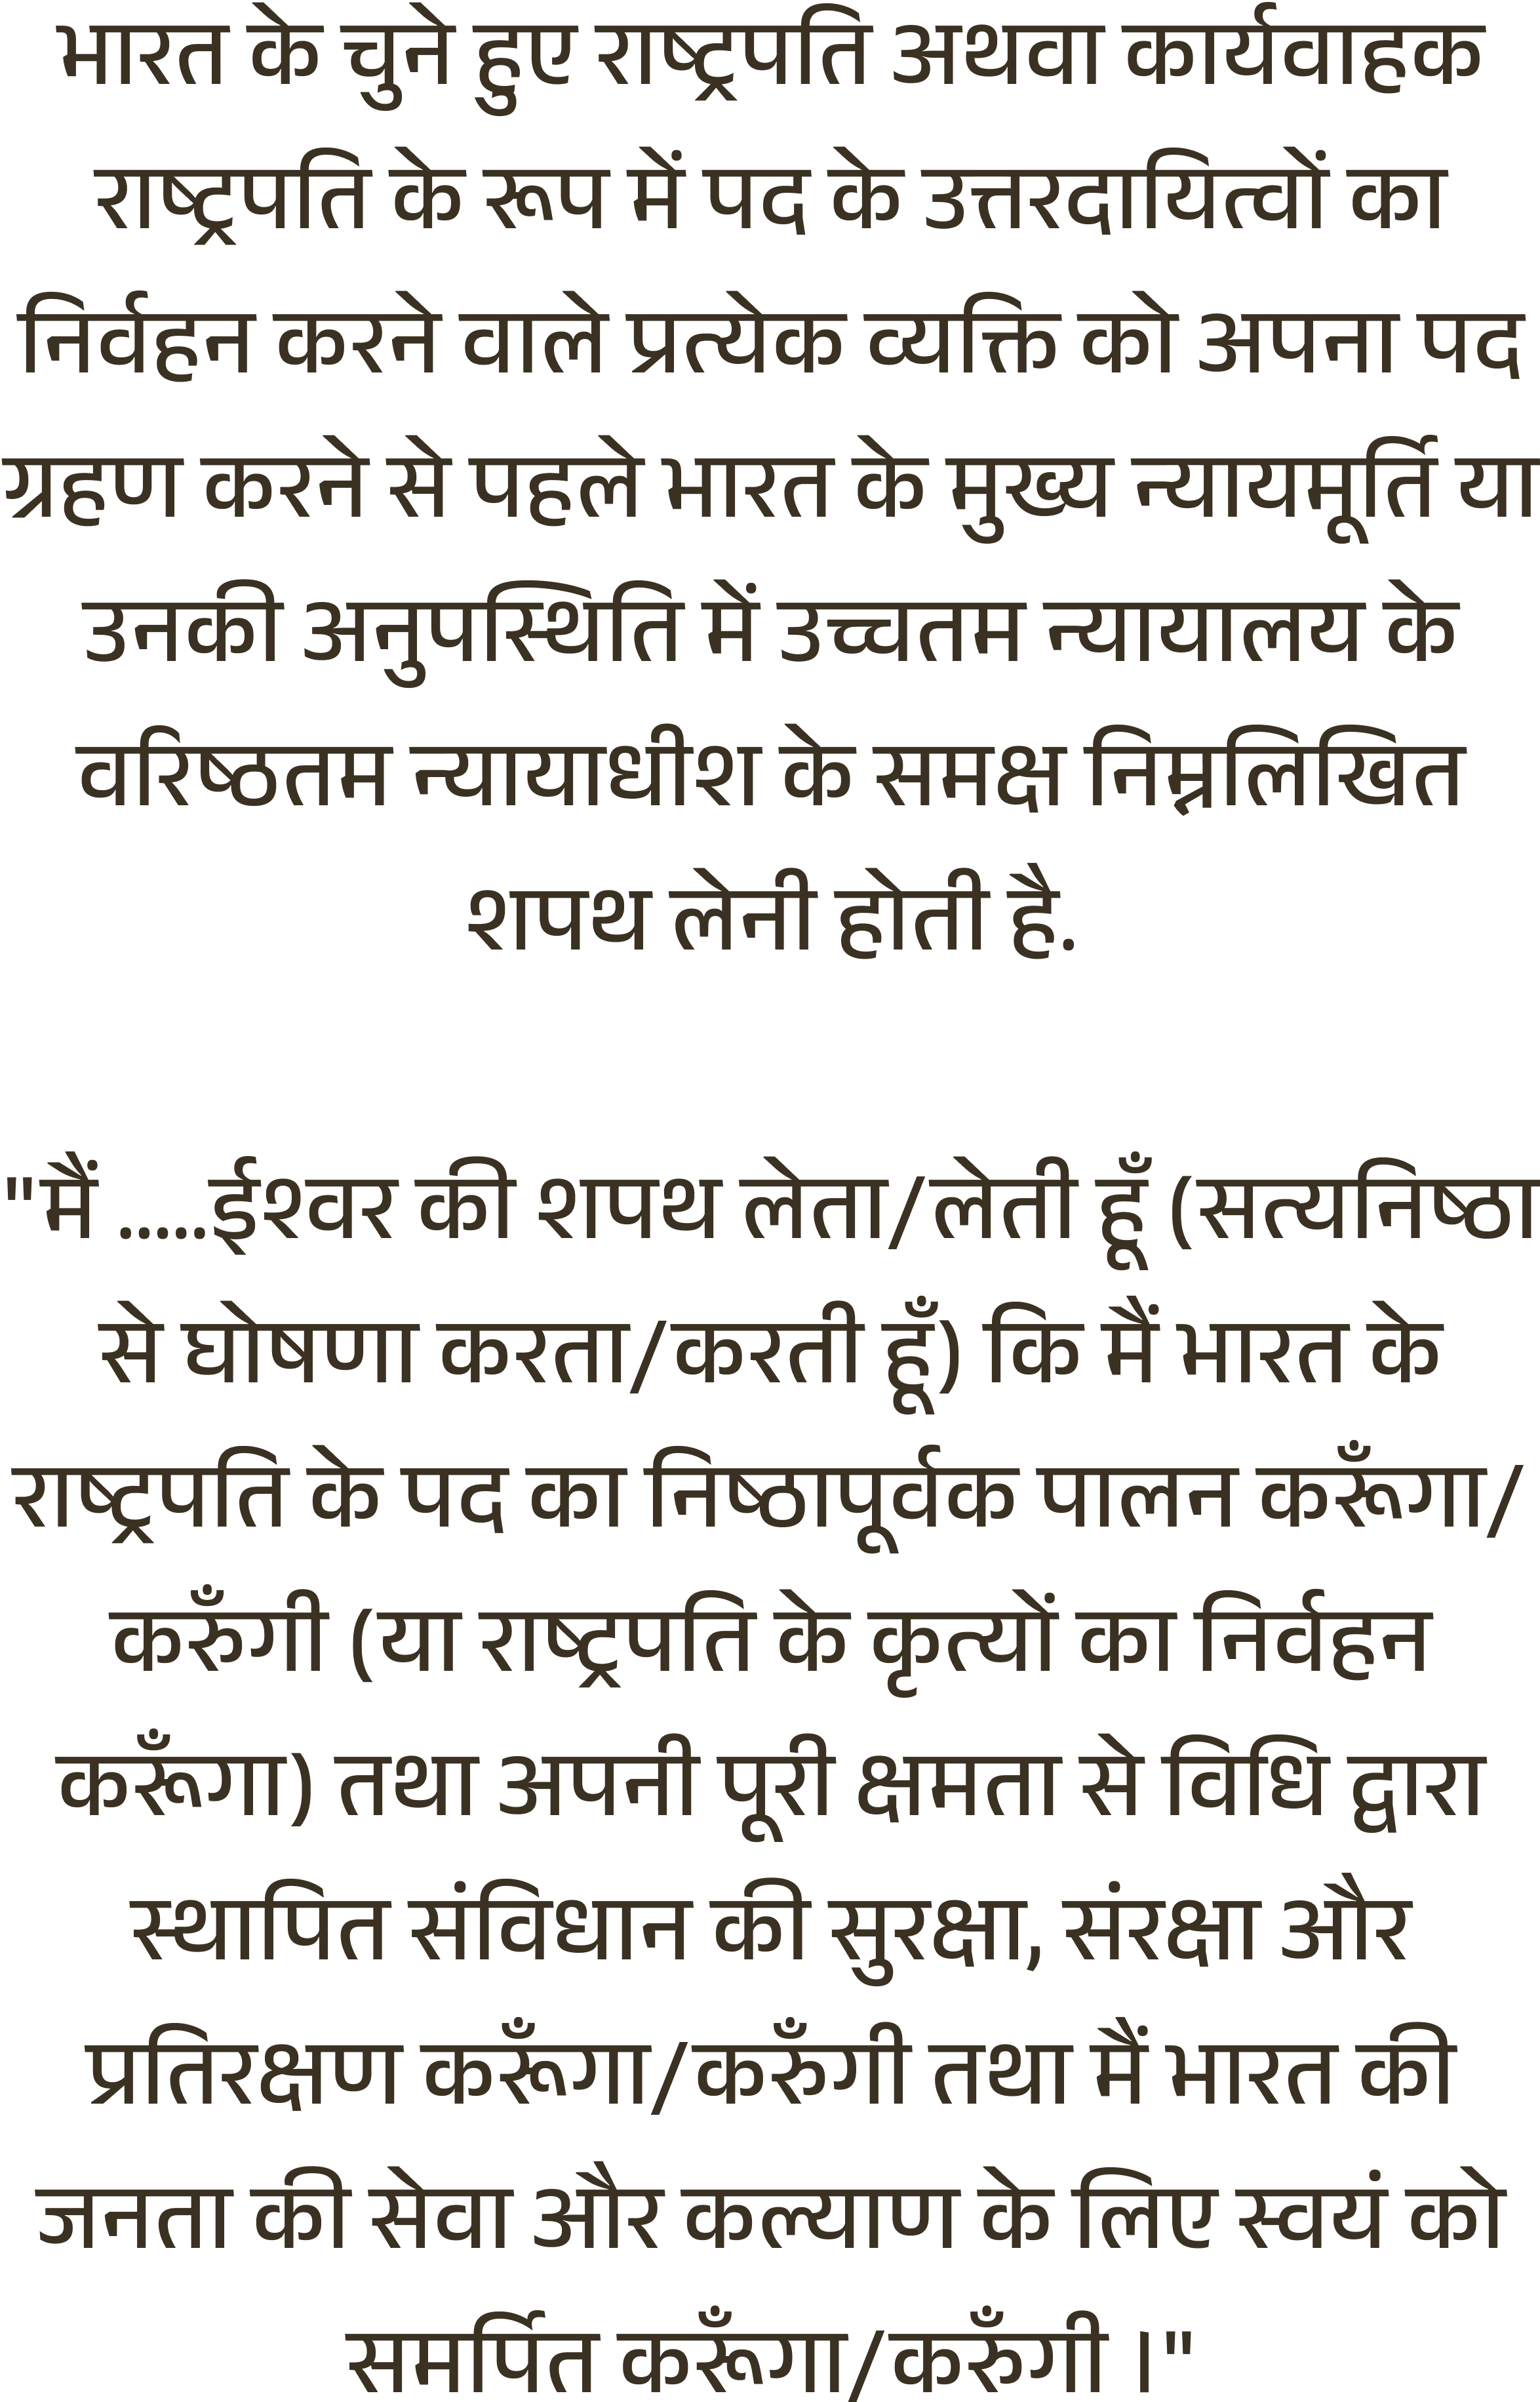 भारत के चुने हुए राष्ट्रपति अथवा कार्यवाहक
राष्ट्रपति के रूप में पद के उत्तरदायित्वों का
निर्वहन करने वाले प्रत्येक व्यक्ति को अपना पद
ग्रहण करने से पहले भारत के मुख्य न्यायमूर्ति या
उनकी अनुपस्थिति में उच्चतम न्यायालय के
वरिष्ठतम न्यायाधीश के समक्ष निम्नलिखित
शपथ लेनी होती है.
"मैं .....ईश्वर की शपथ लेता/लेती हूँ (सत्यनिष्ठा
से घोषणा करता/करती हूँ) कि मैं भारत के
राष्ट्रपति के पद का निष्ठापूर्वक पालन करूँगा/
करुँगी (या राष्ट्रपति के कृत्यों का निर्वहन
करूँगा) तथा अपनी पूरी क्षमता से विधि द्वारा
स्थापित संविधान की सुरक्षा, संरक्षा और
प्रतिरक्षण करूँगा/करुँगी तथा मैं भारत की
जनता की सेवा और कल्याण के लिए स्वयं को
समर्पित करूँगा/करुँगी ।"